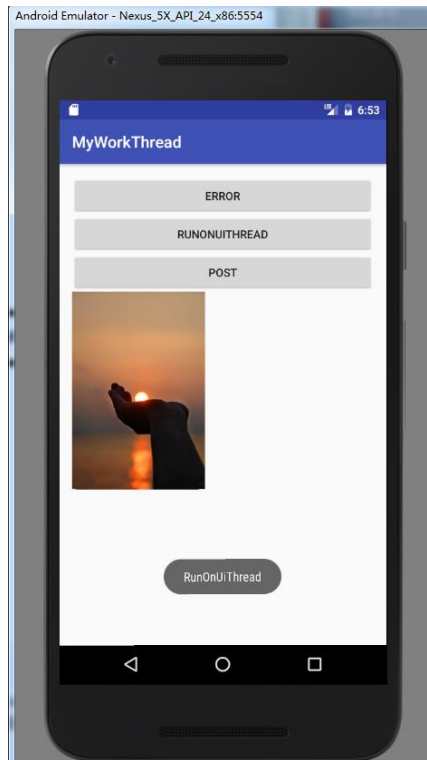 Android Emulator - Nexus_5X_API_24_x86:5554
6:53
MyWorkThread
ERROR
RUNONUITHREAD
POST
RunOnUiThread